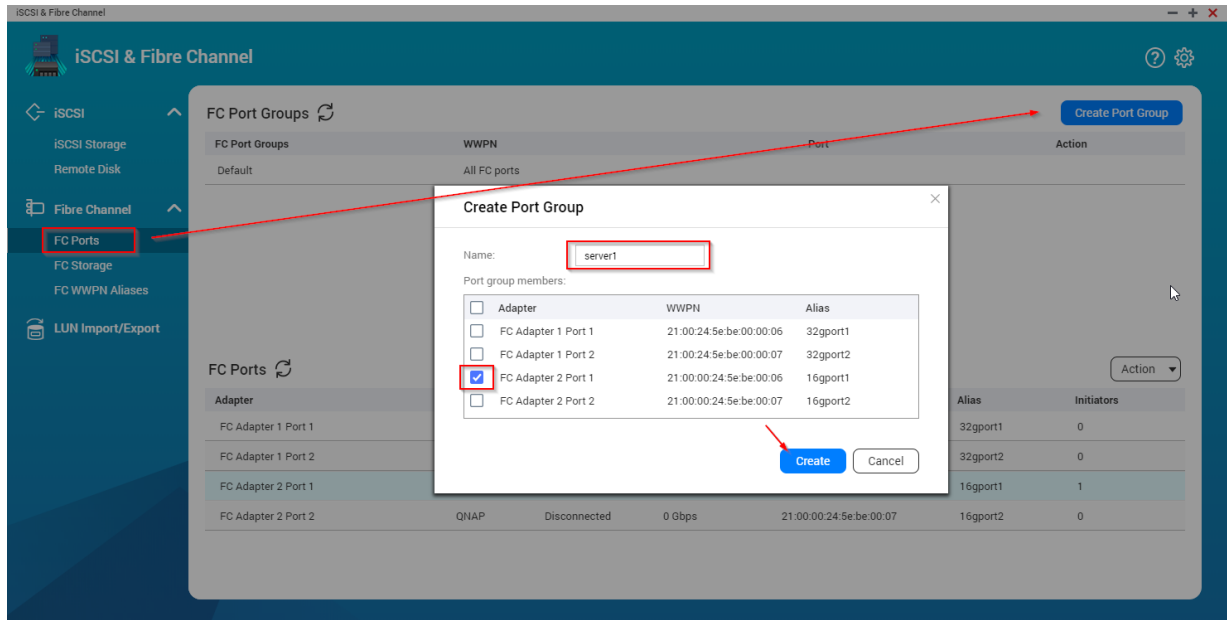 iSCSI & Fibre Channel
iSCSI & Fibre Channel
iSCSI
iSCSI Storage
Remote Disk
Fibre Channel
FC Ports
FC Storage
FC WWPN Aliases
LUN Import/Export
FC Port Groups
Create Port Group
FC Port Groups WWPN Port Action
Default All FC ports
Create Port Group
Name: server1
Port group members:
Adapter WWPN Alias
FC Adapter 1 Port 1 21:00:24:5e:be:00:00:06 32gport1
FC Adapter 1 Port 2 21:00:24:5e:be:00:00:07 32gport2
FC Adapter 2 Port 1 21:00:00:24:5e:be:00:06 16gport1
FC Adapter 2 Port 2 21:00:00:24:5e:be:00:07 16gport2
Create Cancel
FC Ports
Action
Adapter Alias Initiators
FC Adapter 1 Port 1 32gport1 0
FC Adapter 1 Port 2 32gport2 0
FC Adapter 2 Port 1 16gport1 1
FC Adapter 2 Port 2 QNAP Disconnected 0 Gbps 21:00:00:24:5e:be:00:07 16gport2 0